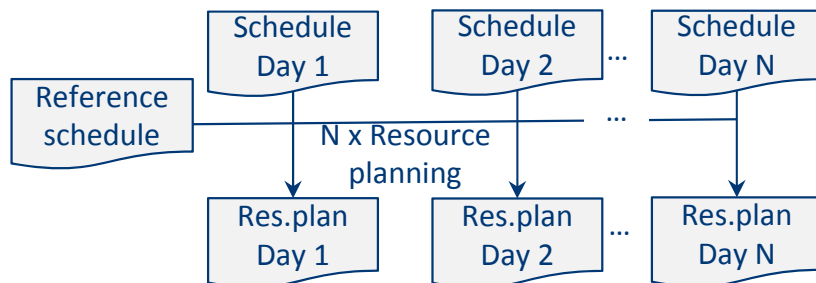 Schedule
Day 1
Schedule
Day 2
...
Schedule
Day N
Reference
schedule
...
N x Resource
planning
Res.plan
Day 1
Res.plan
Day 2
...
Res.plan
Day N